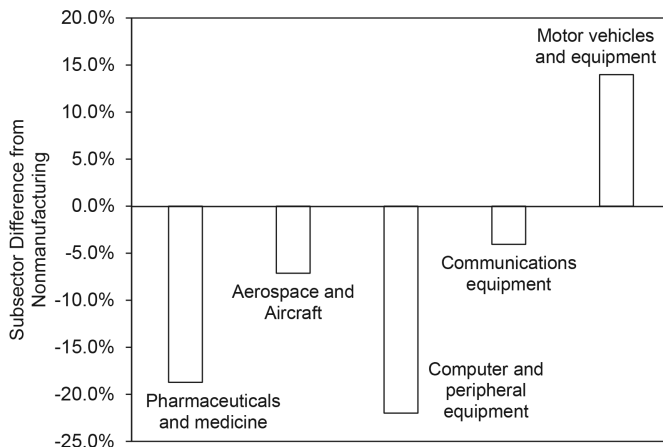 20.0%
15.0%
10.0%
5.0%
0.0%
-5.0%
-10.0%
-15.0%
-20.0%
-25.0%
Subsector Difference from
Nonmanufacturing
Pharmaceuticals
and medicine
Aerospace and
Aircraft
Computer and
peripheral
equipment
Communications
equipment
Motor vehicles
and equipment